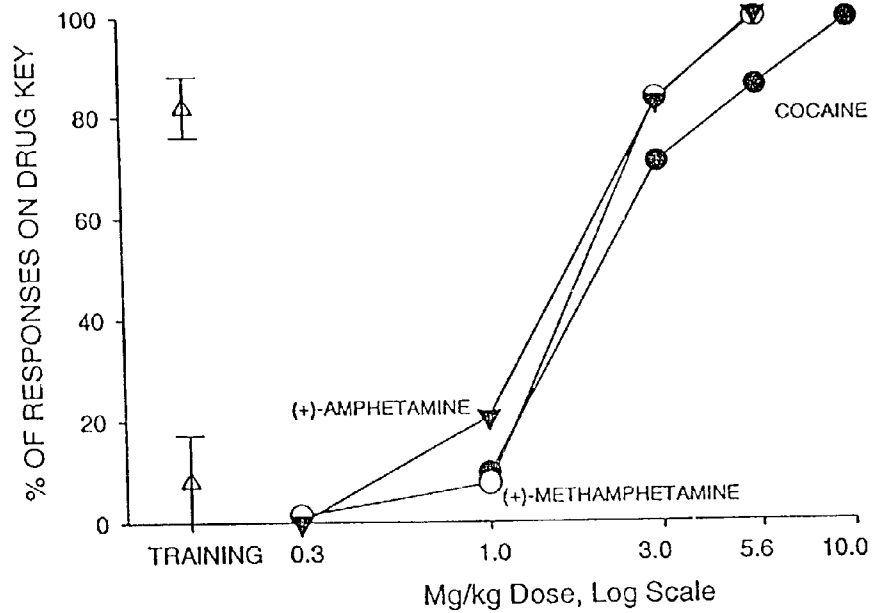 % OF RESPONSES ON DRUG KEY
100
80
60
40
20
0
COCAINE
(+)-AMPHETAMINE
(+)-METHAMPHETAMINE
TRAINING 0.3 1.0 3.0 5.6 10.0
Mg/kg Dose, Log Scale